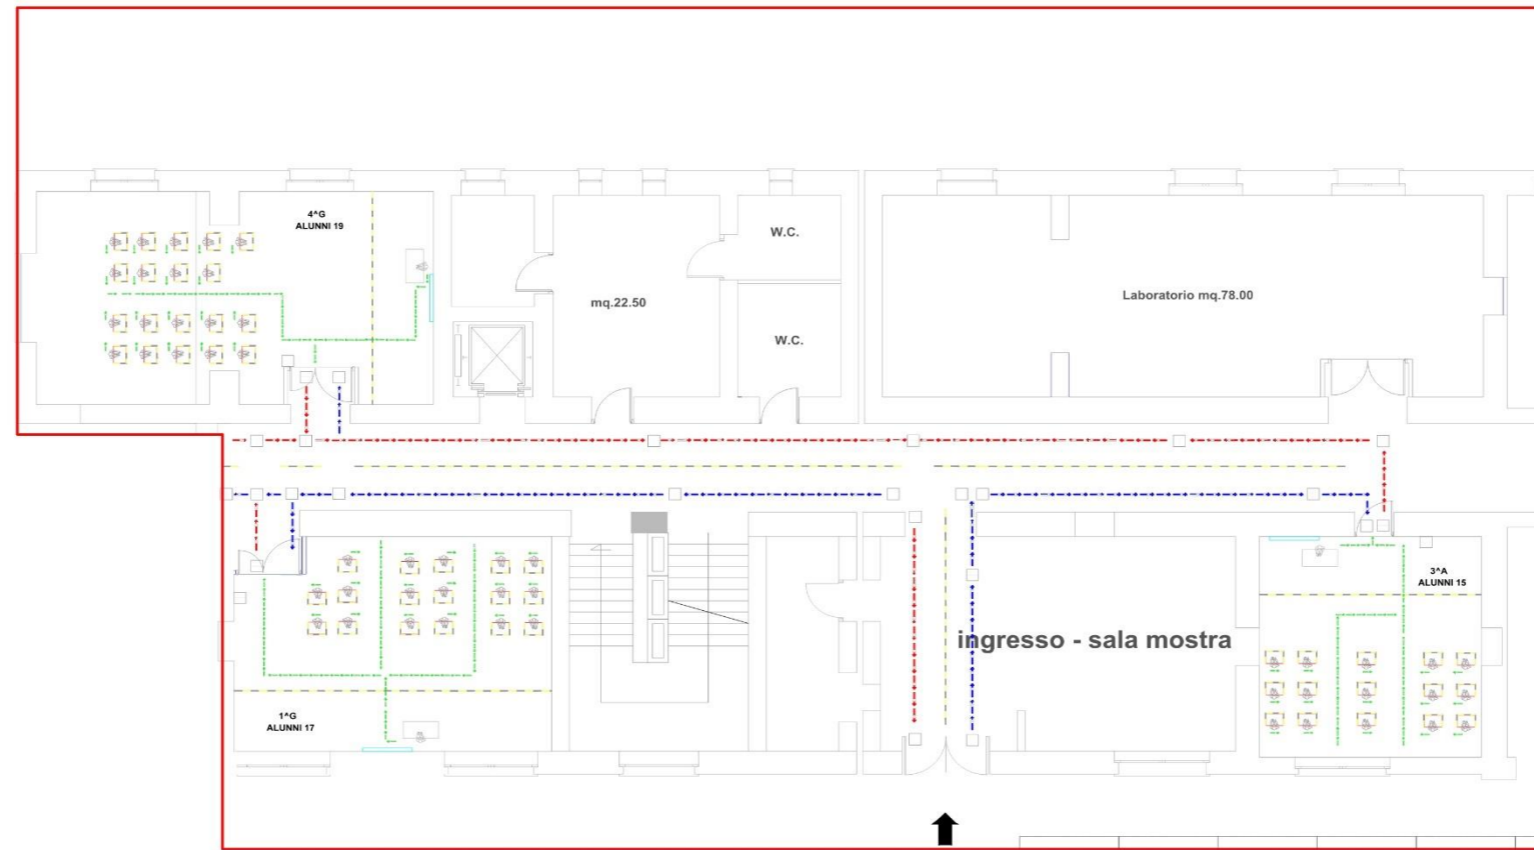 4^G
ALUNNI 19
W.C.
mq.22.50
Laboratorio mq.78.00
W.C.
3^A
ALUNNI 15
ingresso - sala mostra
1^G
ALUNNI 17